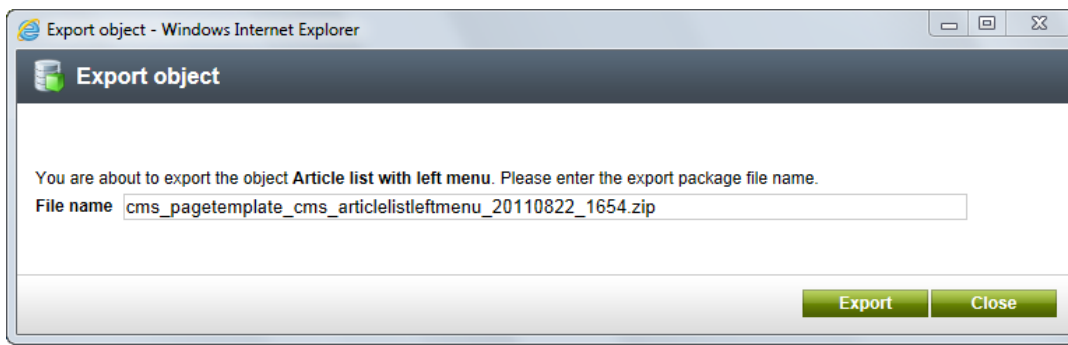 Export object - Windows Internet Explorer
Export object
You are about to export the object Article list with left menu. Please enter the export package file name.
File name cms_pagetemplate_cms_articlelistleftmenu_20110822_1654.zip
Export Close